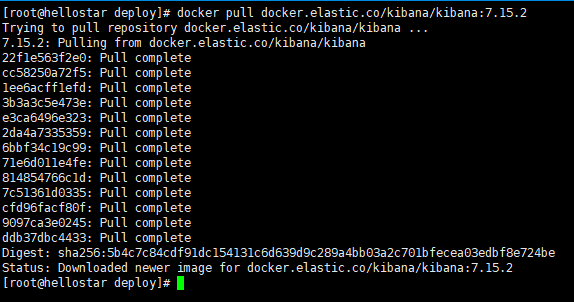 [root@hellostar deploy]# docker pull docker.elastic.co/kibana/kibana:7.15.2
Trying to pull repository docker.elastic.co/kibana/kibana ...
7.15.2: Pulling from docker.elastic.co/kibana/kibana
22f1e563f2e0: Pull complete
cc58250a72f5: Pull complete
1ee6acff1efd: Pull complete
3b3a3c5e473e: Pull complete
e3ca6496e323: Pull complete
2da4a7335359: Pull complete
6bbf34c19c99: Pull complete
71e6d011e4fe: Pull complete
814854766c1d: Pull complete
7c51361d0335: Pull complete
cfd96facf80f: Pull complete
9097ca3e0245: Pull complete
ddb37dbc4433: Pull complete
Digest: sha256:5b4c7c84cdf91dc154131c6d639d9c289a4bb03a2c701bfecea03edbf8e724be
Status: Downloaded newer image for docker.elastic.co/kibana/kibana:7.15.2
[root@hellostar deploy]#